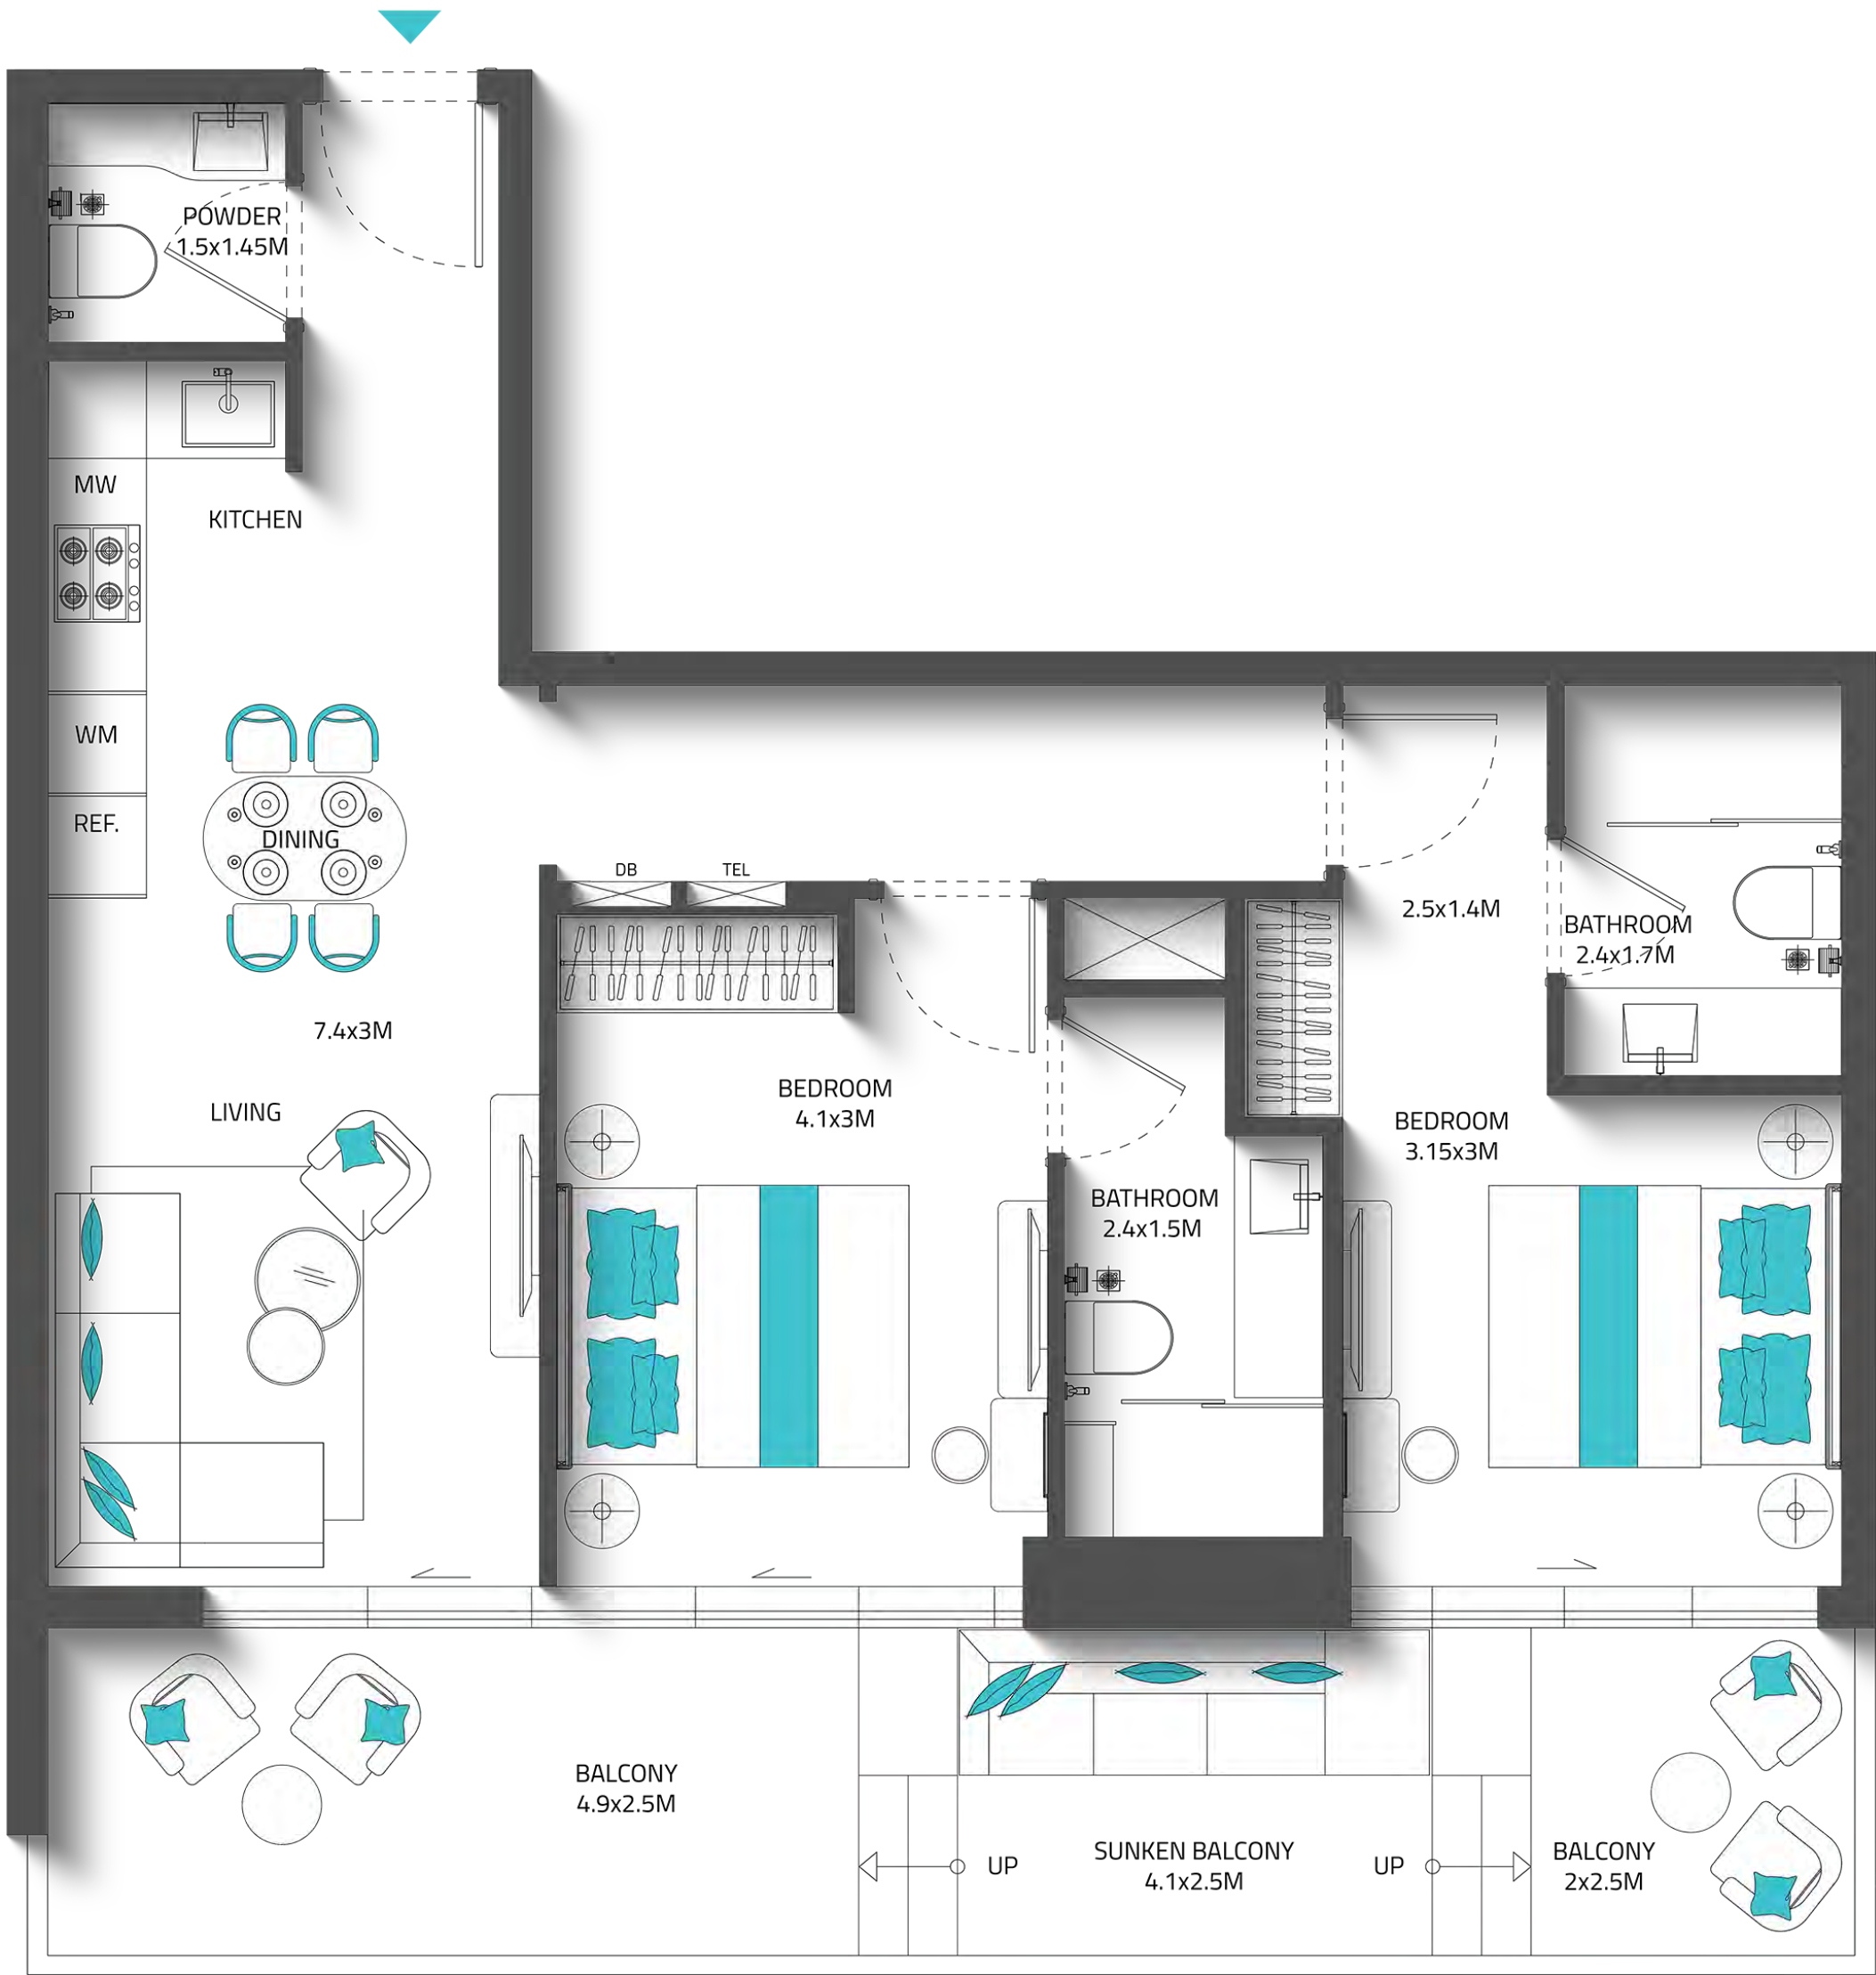 POWDER
1.5x1.45M
MW
KITCHEN
WM
REF.
DINING
DB
TEL
2.5x1.4M
BATHROOM
2.4x1.7M
7.4x3M
LIVING
BEDROOM
4.1x3M
BEDROOM
3.15x3M
BATHROOM
2.4x1.5M
BALCONY
4.9x2.5M
UP
SUNKEN BALCONY
4.1x2.5M
UP
BALCONY
2x2.5M